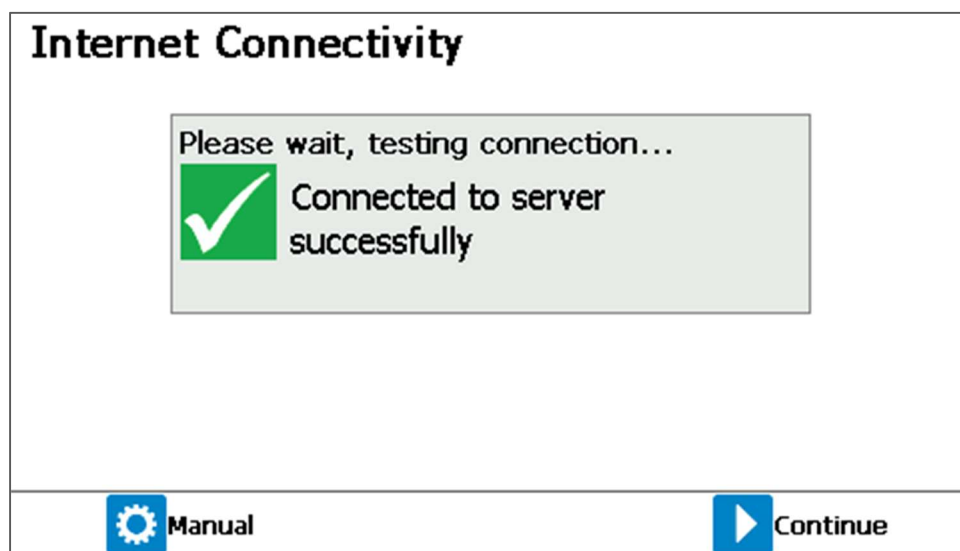 Internet Connectivity
Please wait, testing connection...
Connected to server
successfully
Manual
Continue